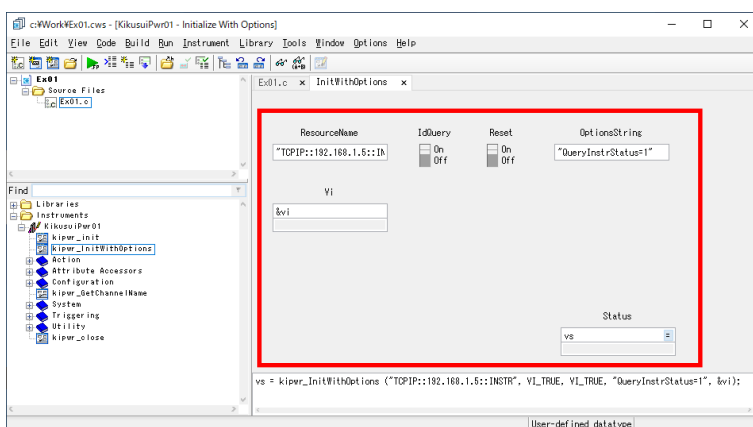 c:¥Work¥Ex01.cws - [KikusuiPwr01 - Initialize With Options]
File Edit View Code Build Run Instrument Library Tools Window Options Help
Ex01
Source Files
Ex01.c
Ex01.c × InitWithOptions ×
ResourceName IdQuery Reset OptionsString
"TCPIP::192.168.1.5::IN On Off On Off "QueryInstrStatus=1"
Vi
&vi
Status
vs
Find
Libraries
Instruments
KikusuiPwr01
kipwr_init
kipwr_InitWithOptions
Action
Attribute Accessors
Configuration
kipwr_GetChannelName
System
Triggering
Utility
kipwr_close
vs = kipwr_InitWithOptions ("TCPIP::192.168.1.5::INSTR", VI_TRUE, VI_TRUE, "QueryInstrStatus=1", &vi);
User-defined datatype